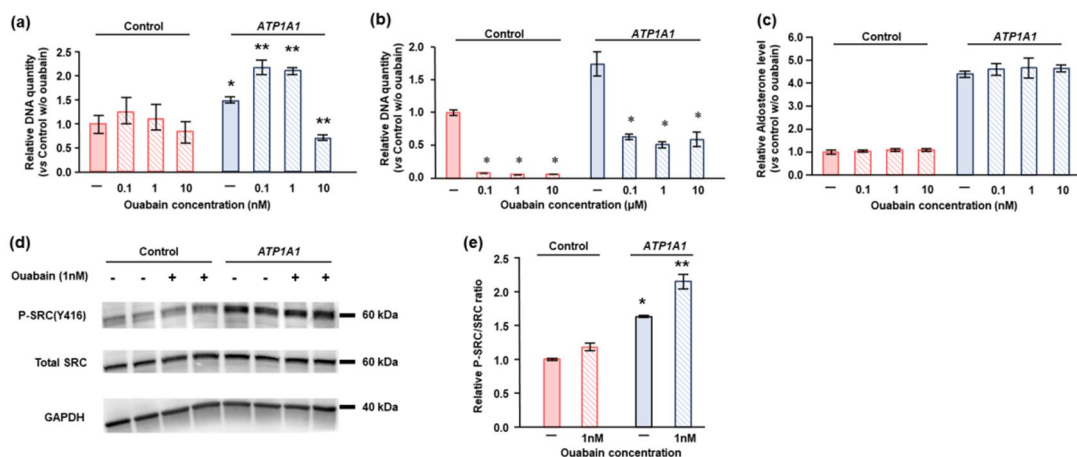 (a)
Control
ATP1A1
Relative DNA quantity
(vs Control w/o ouabain)
2.5
2.0
1.5
1.0
0.5
0.0
*
**
**
**
—
0.1
1
10
—
0.1
1
10
Ouabain concentration (nM)
(b)
Control
ATP1A1
Relative DNA quantity
(vs Control w/o ouabain)
2.0
1.5
1.0
0.5
0.0
*
*
*
*
*
*
—
0.1
1
10
—
0.1
1
10
Ouabain concentration (µM)
(c)
Control
ATP1A1
Relative Aldosterone level
(vs control w/o ouabain)
6.0
5.0
4.0
3.0
2.0
1.0
0.0
—
0.1
1
10
—
0.1
1
10
Ouabain concentration (nM)
(d)
Control
ATP1A1
Ouabain (1nM)
- - + + - - + +
P-SRC(Y416)
60 kDa
Total SRC
60 kDa
GAPDH
40 kDa
(e)
Control
ATP1A1
Relative P-SRC/SRC ratio
2.5
2.0
1.5
1.0
0.5
0.0
*
**
—
1nM
—
1nM
Ouabain concentration